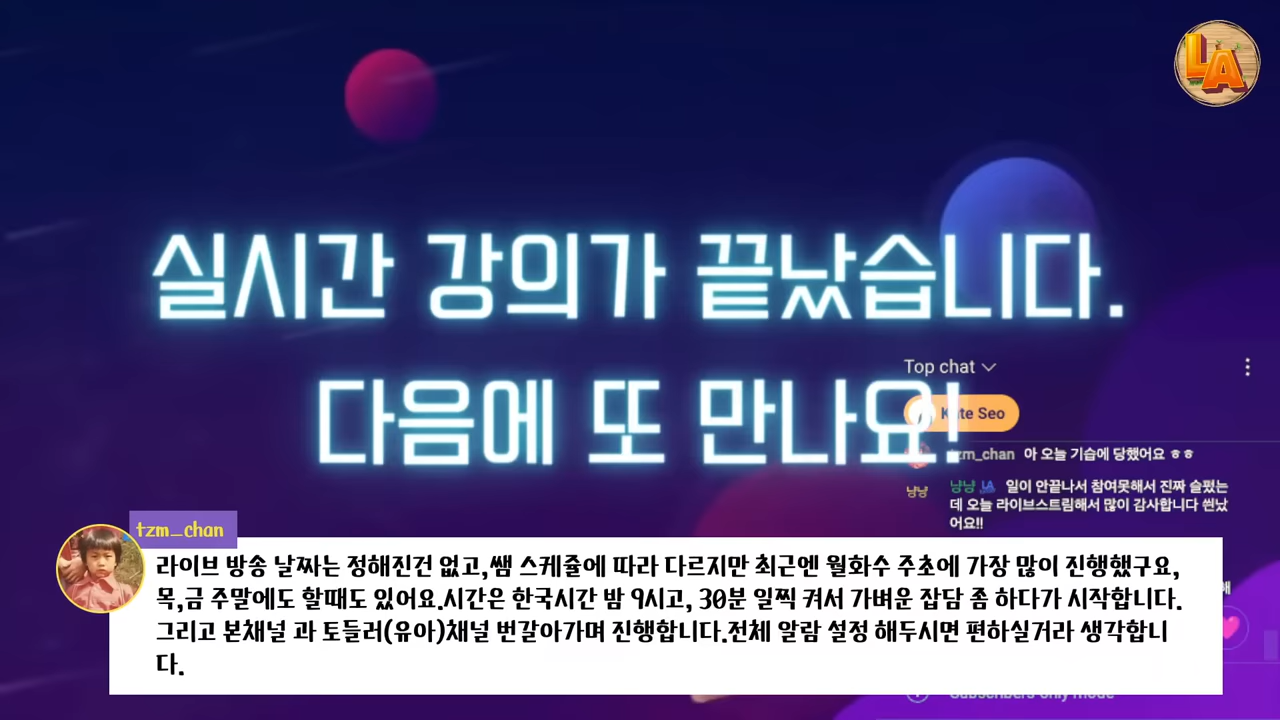 LA
실시간 강의가 끝났습니다.
다음에 또 만나요!
Top chat
Kate Seo
tzm_chan 아 오늘 기습에 당했어요 ㅎㅎ
냥냥
냥냥 LA 일이 안끝나서 참여못해서 진짜 슬펐는
데 오늘 라이브스트림해서 많이 감사합니다 씐났
어요!!
tzm_chan
라이브 방송 날짜는 정해진건 없고,쌤 스케쥴에 따라 다르지만 최근엔 월화수 주초에 가장 많이 진행했구요,
목,금 주말에도 할때도 있어요.시간은 한국시간 밤 9시고, 30분 일찍 켜서 가벼운 잡담 좀 하다가 시작합니다.
그리고 본채널 과 토들러(유아)채널 번갈아가며 진행합니다.전체 알람 설정 해두시면 편하실거라 생각합니
다.
해
Subscribers-only mode